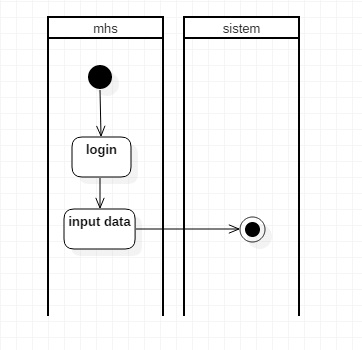 mhs
sistem
login
input data